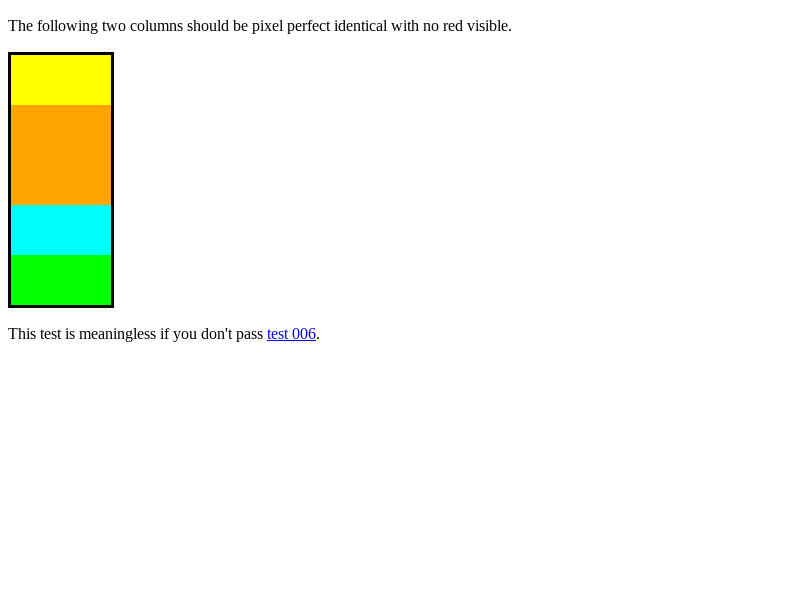 The following two columns should be pixel perfect identical with no red visible.
This test is meaningless if you don't pass test 006.